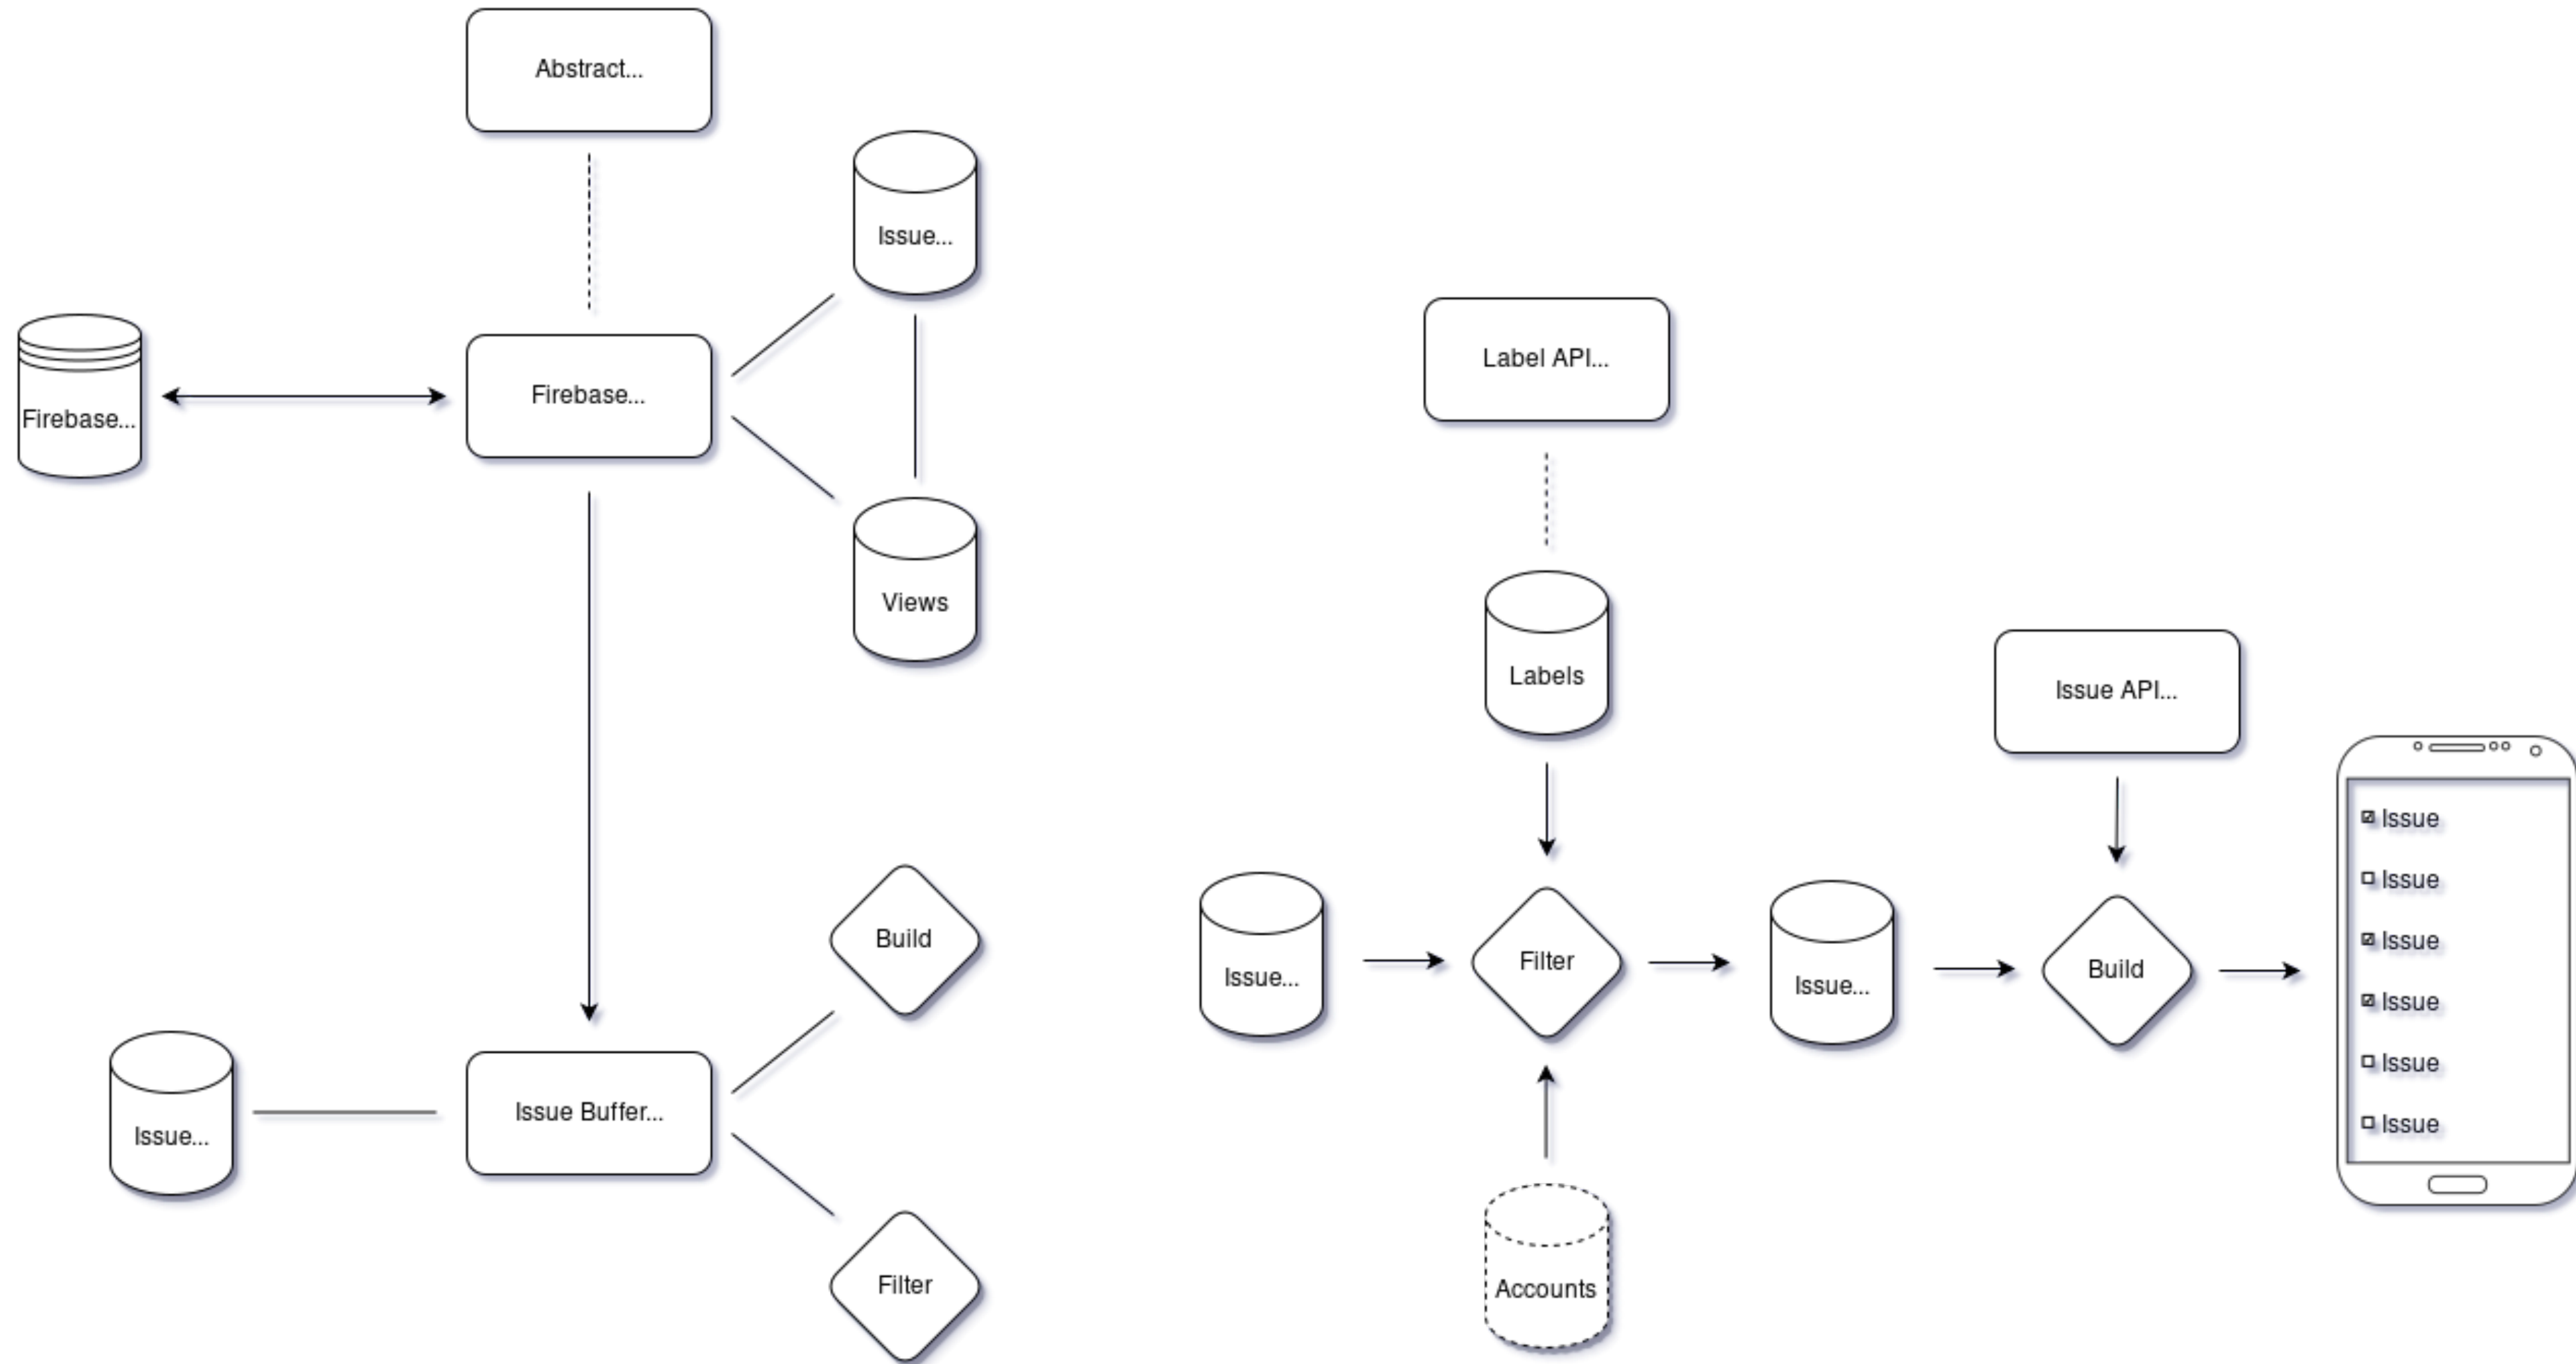 Abstract...
Issue...
Firebase...
Firebase...
Views
Build
Issue...
Issue Buffer...
Filter
Label API...
Labels
Issue API...
Issue...
Filter
Issue...
Build
Accounts
Issue
Issue
Issue
Issue
Issue
Issue